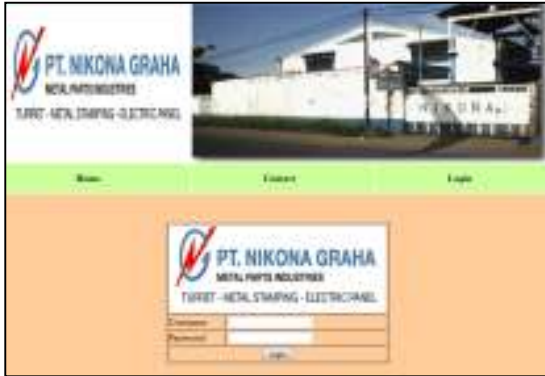 PT. NIKONA GRAHA
METAL PARTS INDUSTRIES
TURRET - METAL STAMPING - ELECTRIC PANEL
NIKONA
Home
Contact
Login
PT. NIKONA GRAHA
METAL PARTS INDUSTRIES
TURRET - METAL STAMPING - ELECTRIC PANEL
Username
Password
Login